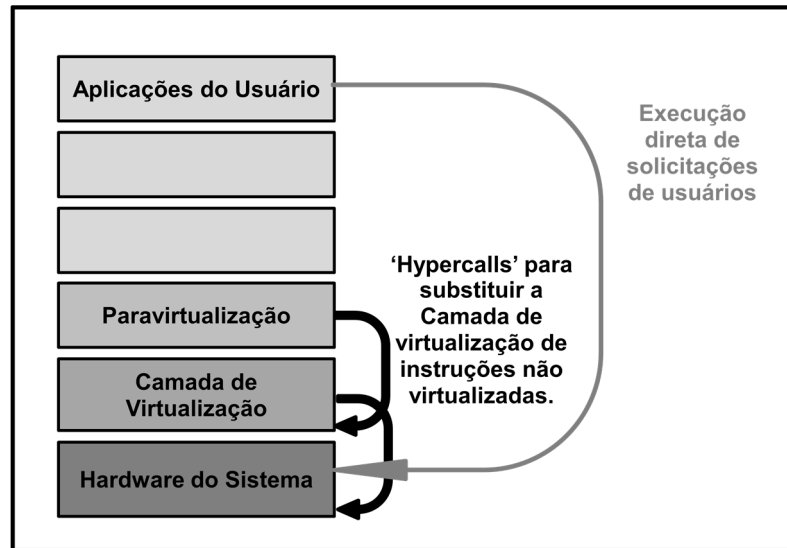 Aplicações do Usuário
Execução
direta de
solicitações
de usuários
'Hypercalls' para
substituir a
Camada de
virtualização de
instruções não
virtualizadas.
Paravirtualização
Camada de
Virtualização
Hardware do Sistema